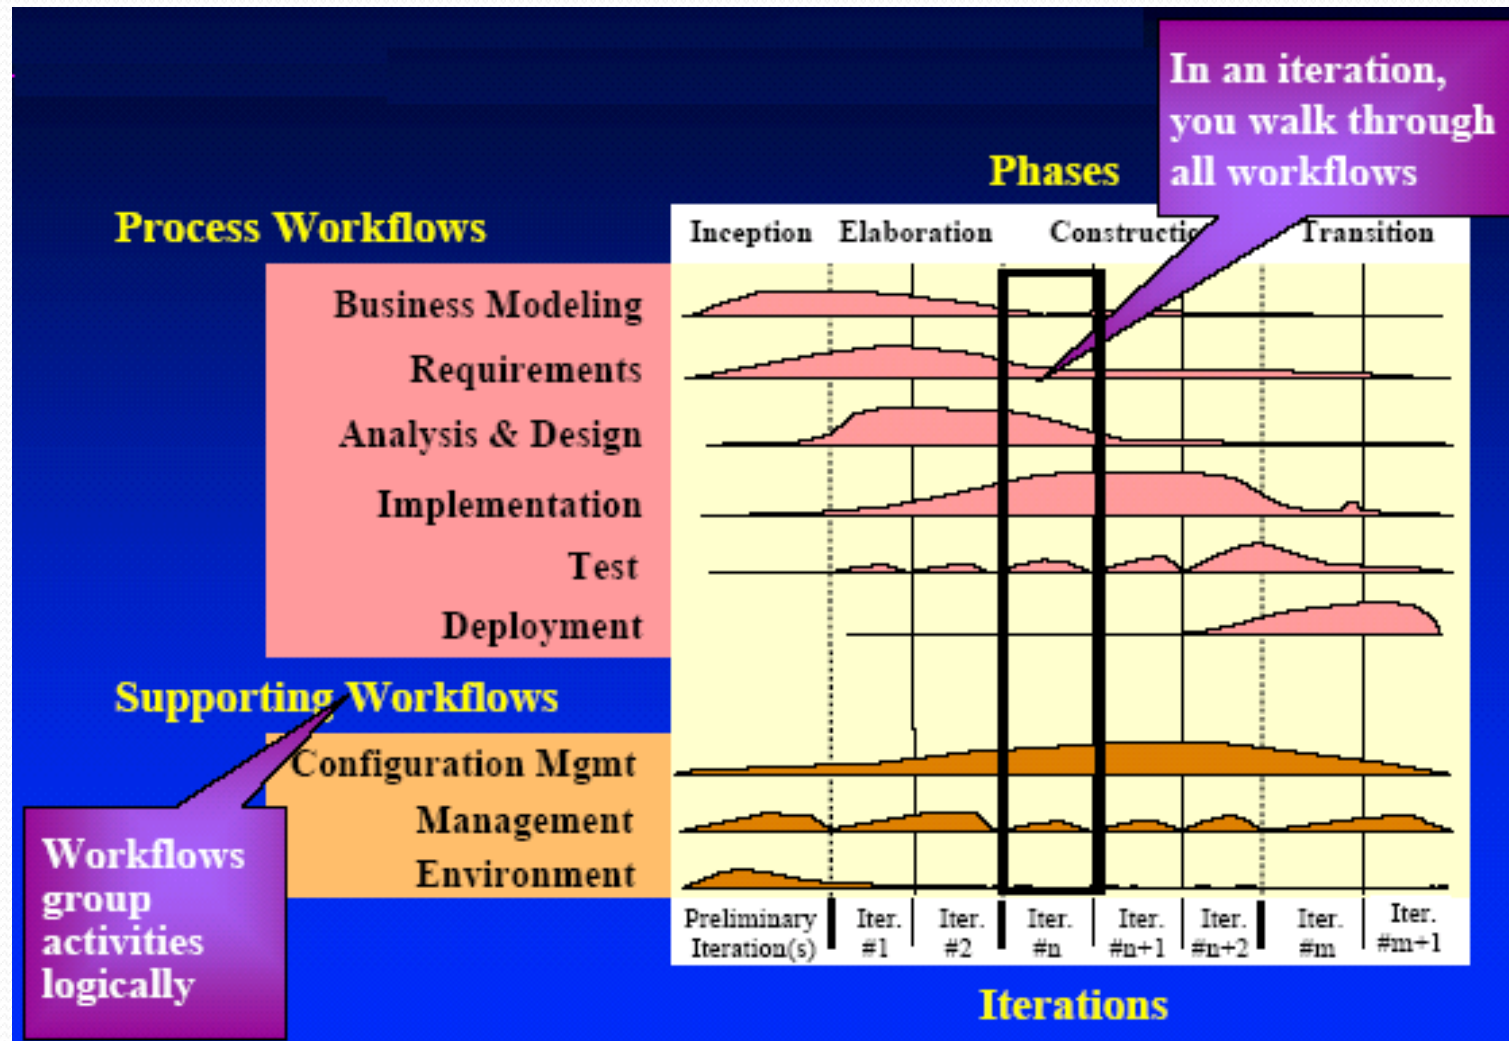 In an iteration,
you walk through
all workflows
Phases
Process Workflows
Inception Elaboration Constructio Transition
Business Modeling
Requirements
Analysis & Design
Implementation
Test
Deployment
Supporting Workflows
Configuration Mgmt
Management
Environment
Workflows
group
activities
logically
Preliminary
Iteration(s)
Iter.
#1
Iter.
#2
Iter.
#n
Iter.
#n+1
Iter.
#n+2
Iter.
#m
Iter.
#m+1
Iterations